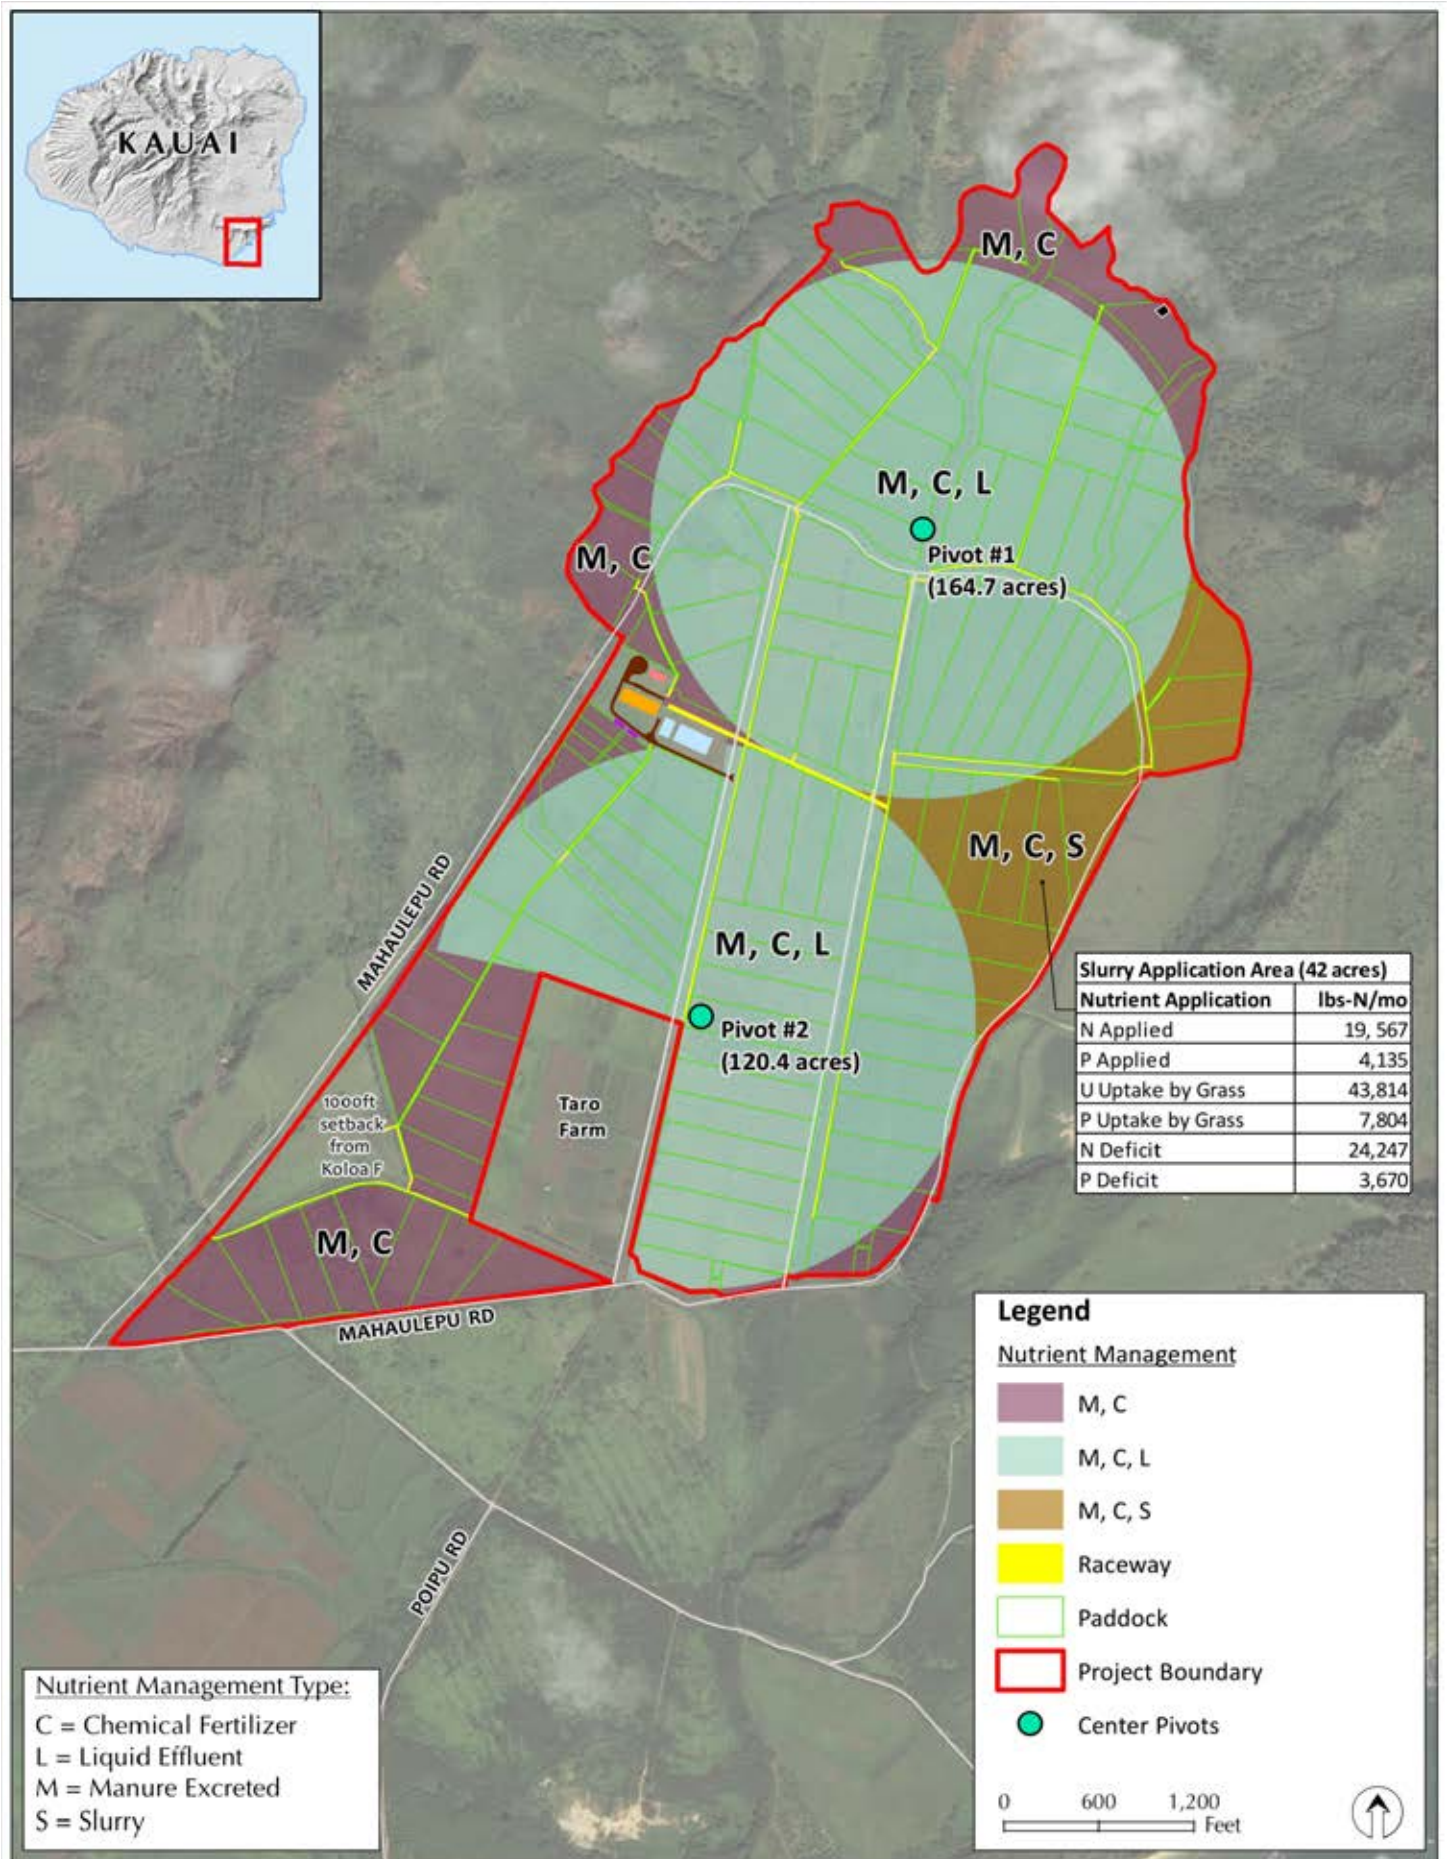 KAUAI
M, C
M, C, L
Pivot #1
(164.7 acres)
M, C
M, C, S
MAHAULEPU RD
M, C, L
Pivot #2
(120.4 acres)
Slurry Application Area (42 acres)
Nutrient Application lbs-N/mo
N Applied 19, 567
P Applied 4,135
U Uptake by Grass 43,814
P Uptake by Grass 7,804
N Deficit 24,247
P Deficit 3,670
Taro
Farm
1000ft
setback
from
Koloa F
M, C
MAHAULEPU RD
POIPU RD
Legend
Nutrient Management
M, C
M, C, L
M, C, S
Raceway
Paddock
Project Boundary
Center Pivots
0 600 1,200
Feet
Nutrient Management Type:
C = Chemical Fertilizer
L = Liquid Effluent
M = Manure Excreted
S = Slurry